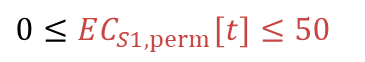 0 ≤ EC_{S1,perm}[t] ≤ 50